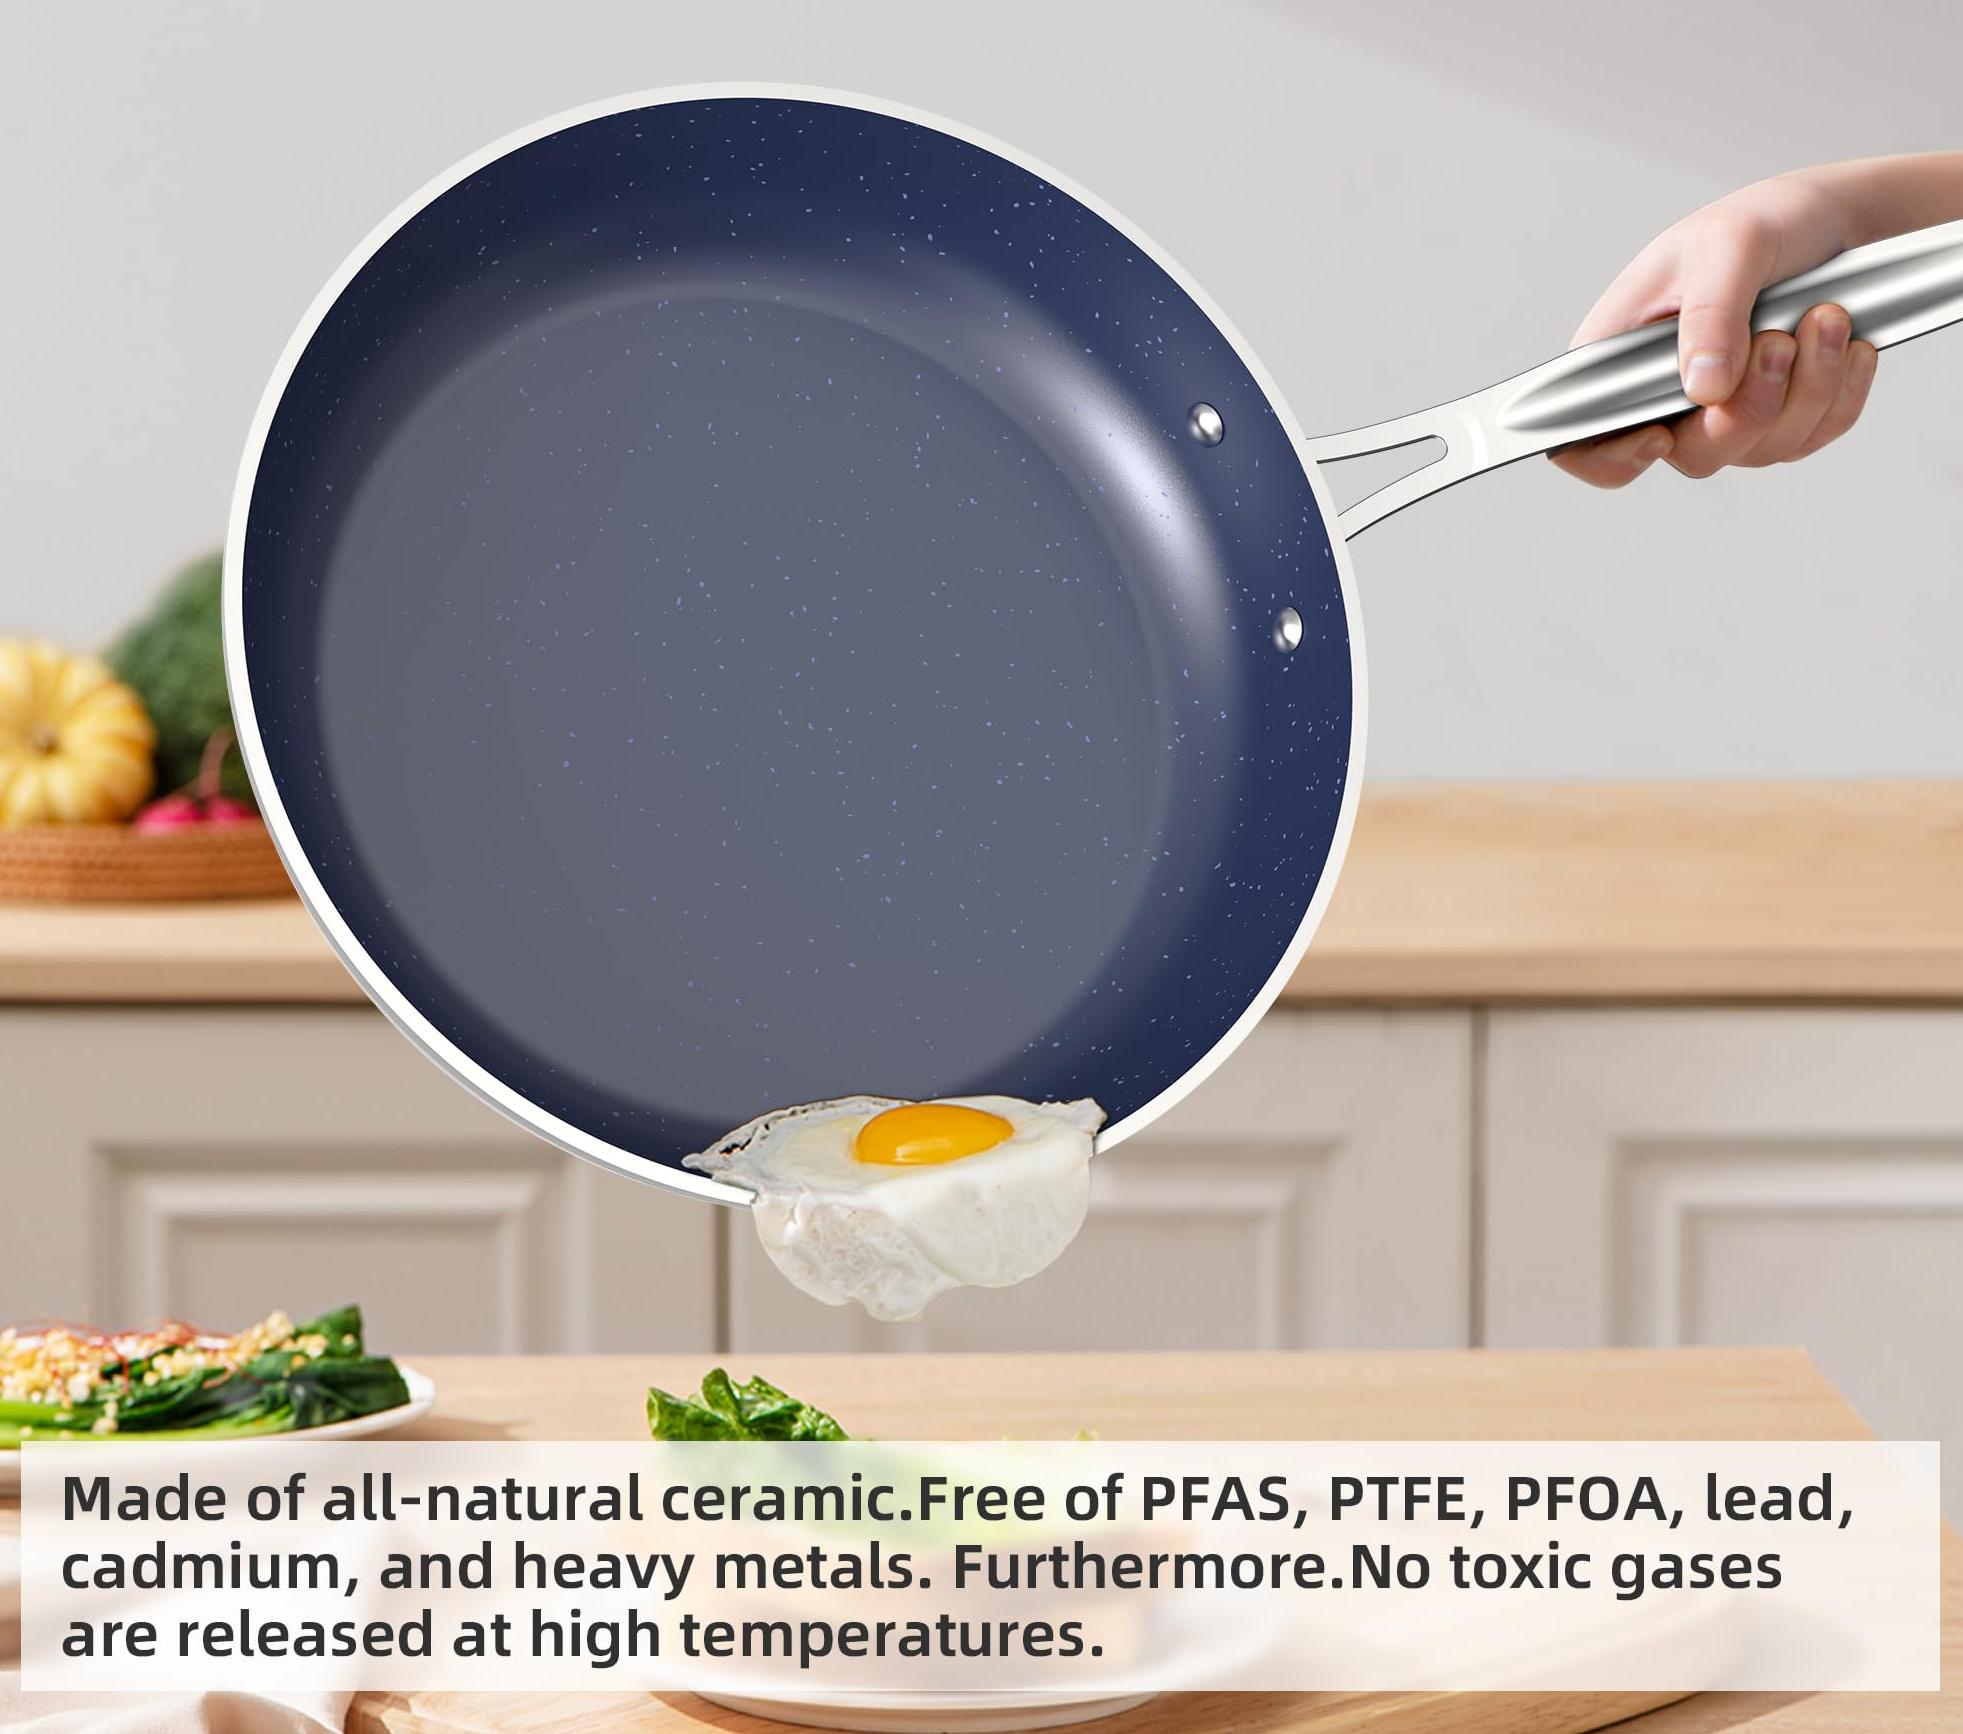 Made of all-natural ceramic.Free of PFAS, PTFE, PFOA, lead,
cadmium, and heavy metals. Furthermore.No toxic gases
are released at high temperatures.